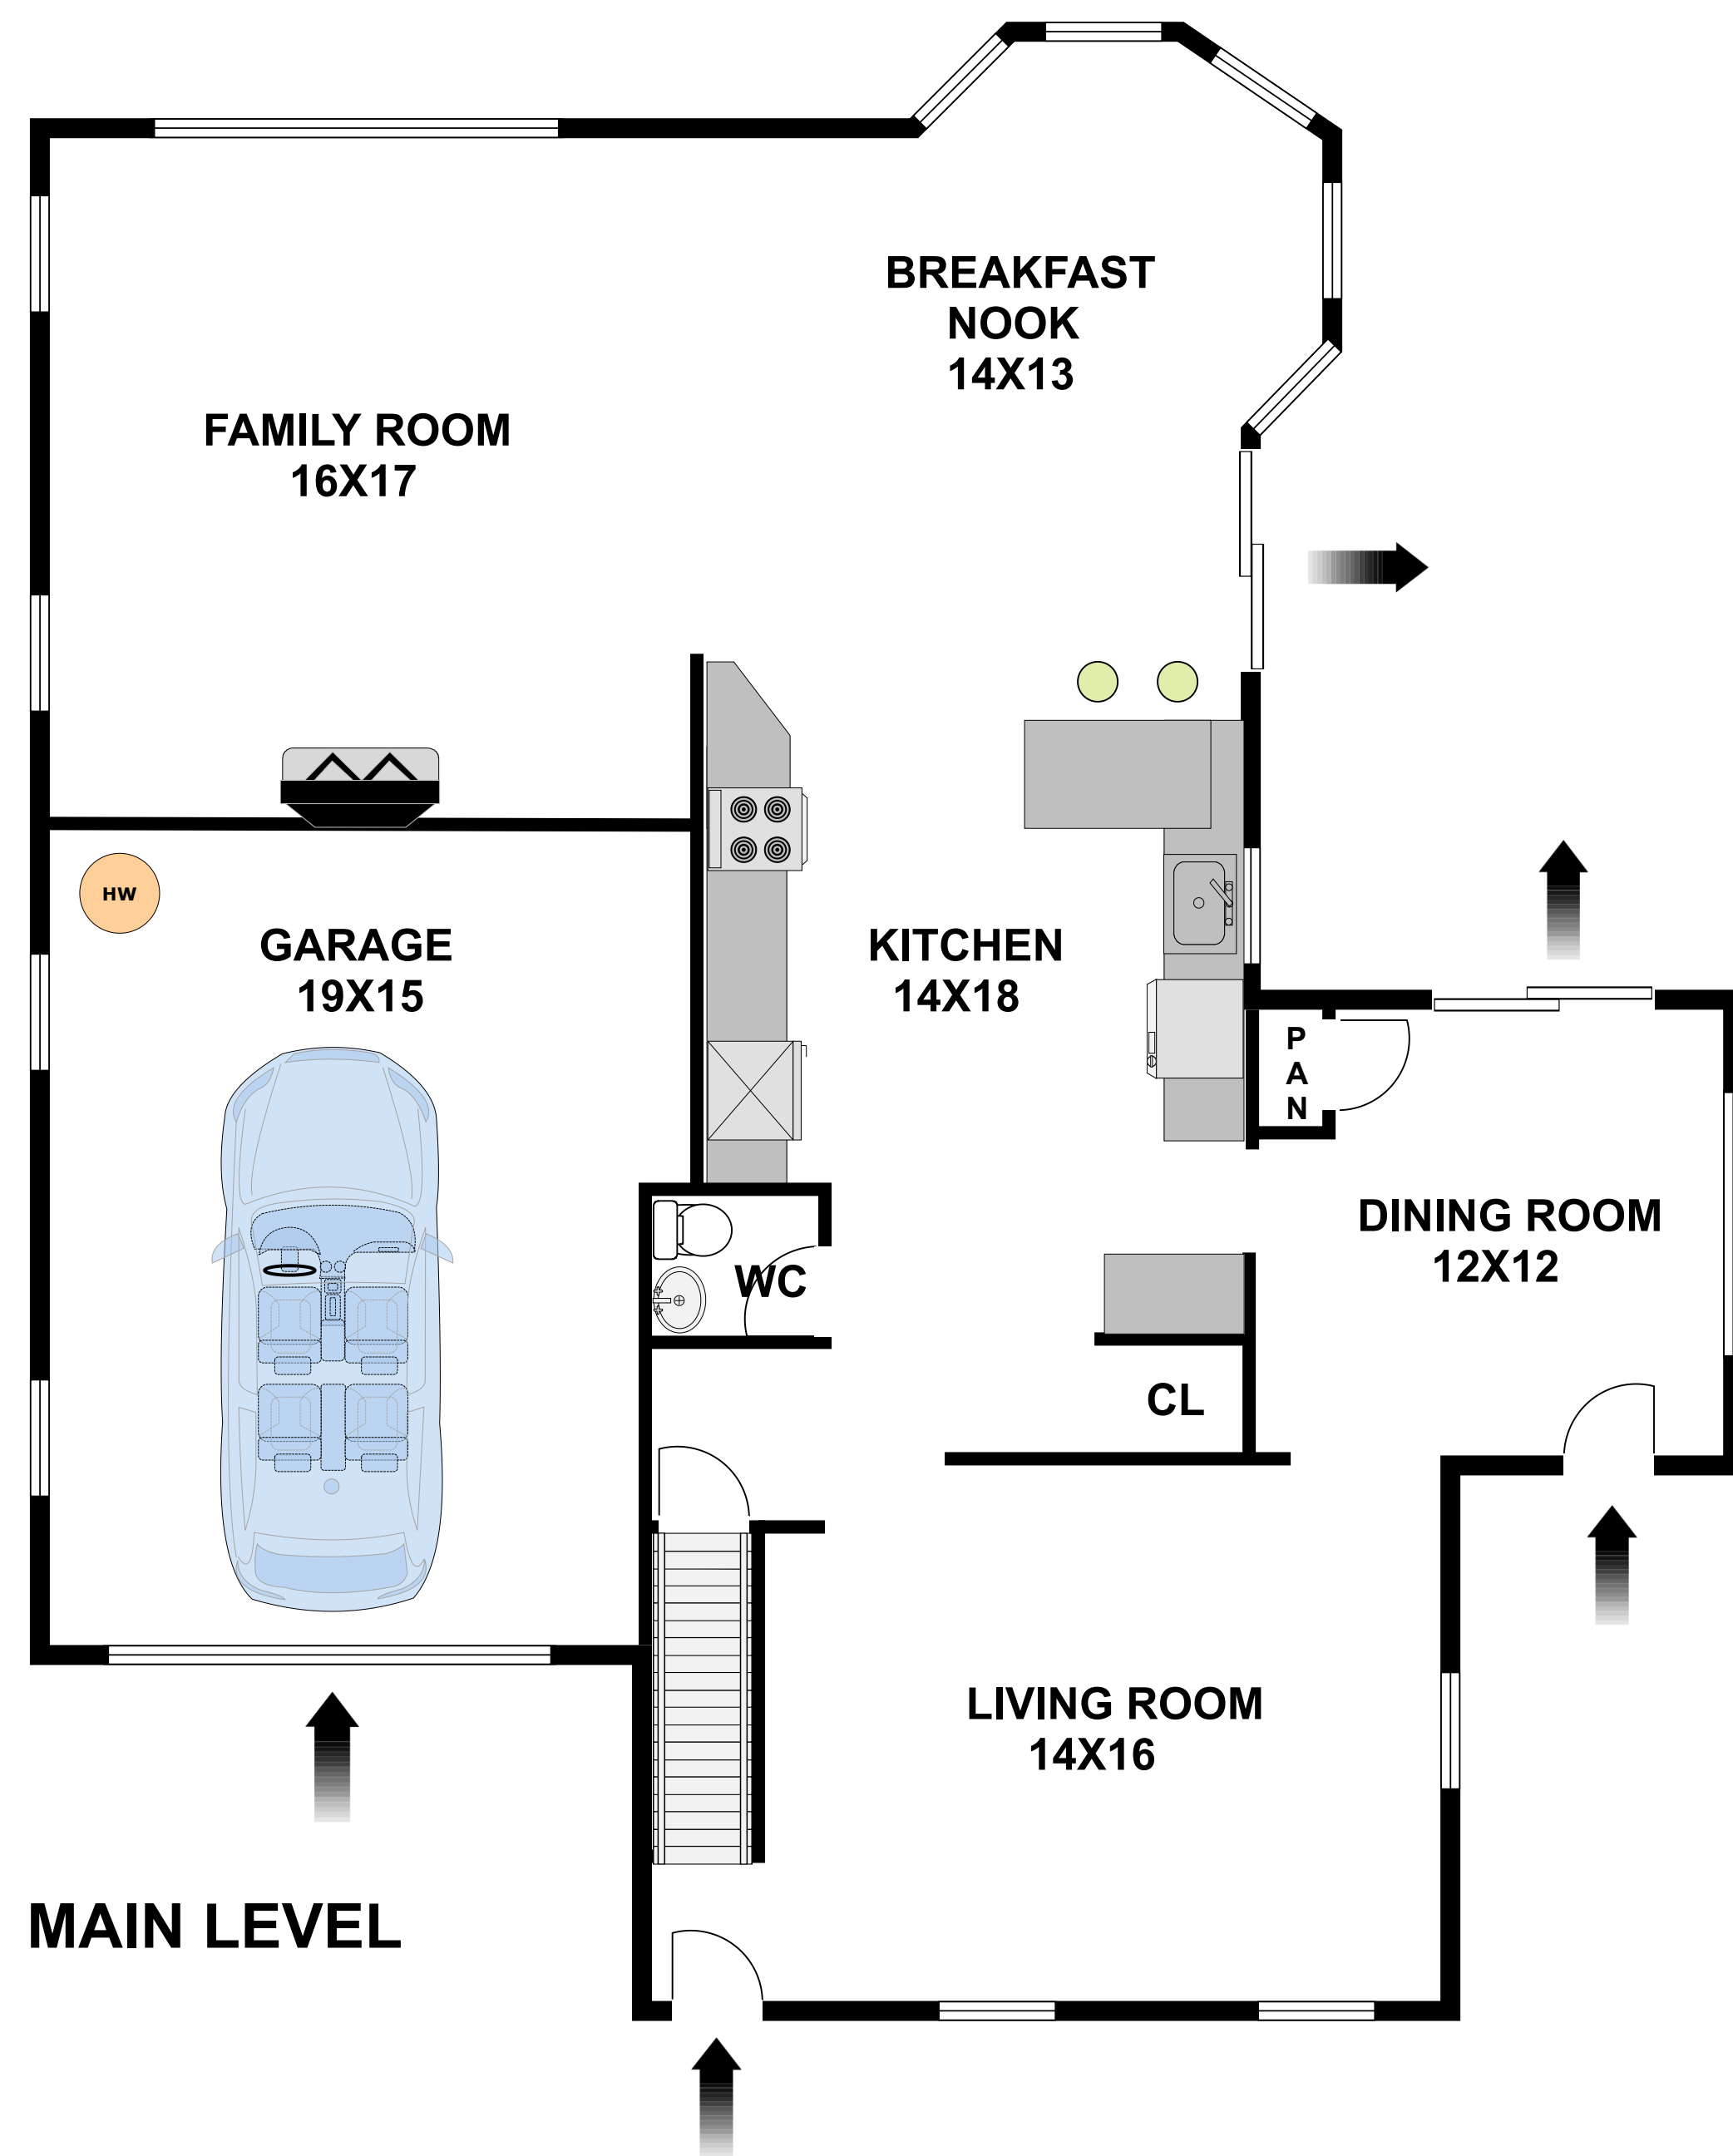 BREAKFAST
NOOK
14X13
FAMILY ROOM
16X17
HW
GARAGE
19X15
KITCHEN
14X18
P
A
N
DINING ROOM
12X12
WC
CL
LIVING ROOM
14X16
MAIN LEVEL